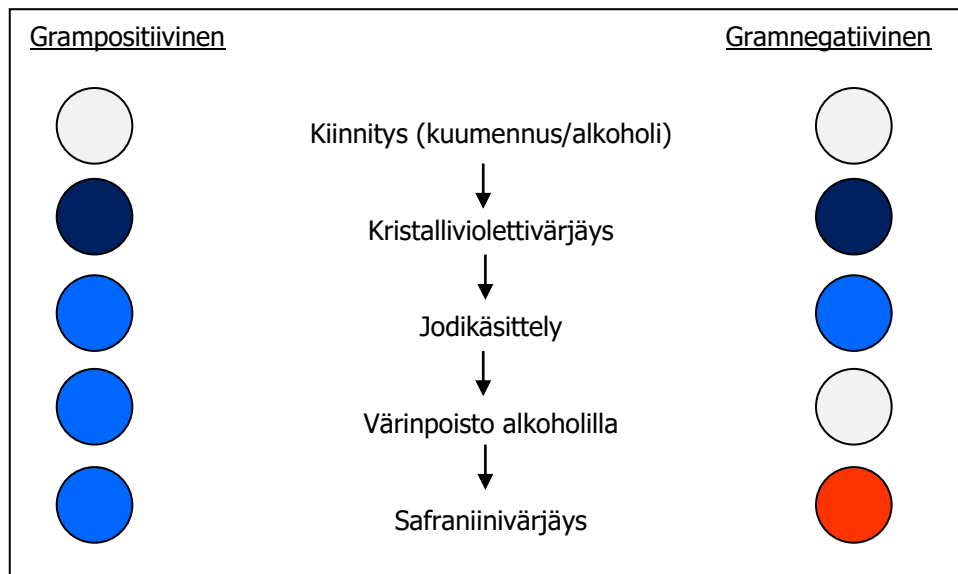 Grampositiivinen
Gramnegatiivinen
Kiinnitys (kuumennus/alkoholi)
Kristalliviolettivärjäys
Jodikäsittely
Värinpoisto alkoholilla
Safraniinivärjäys